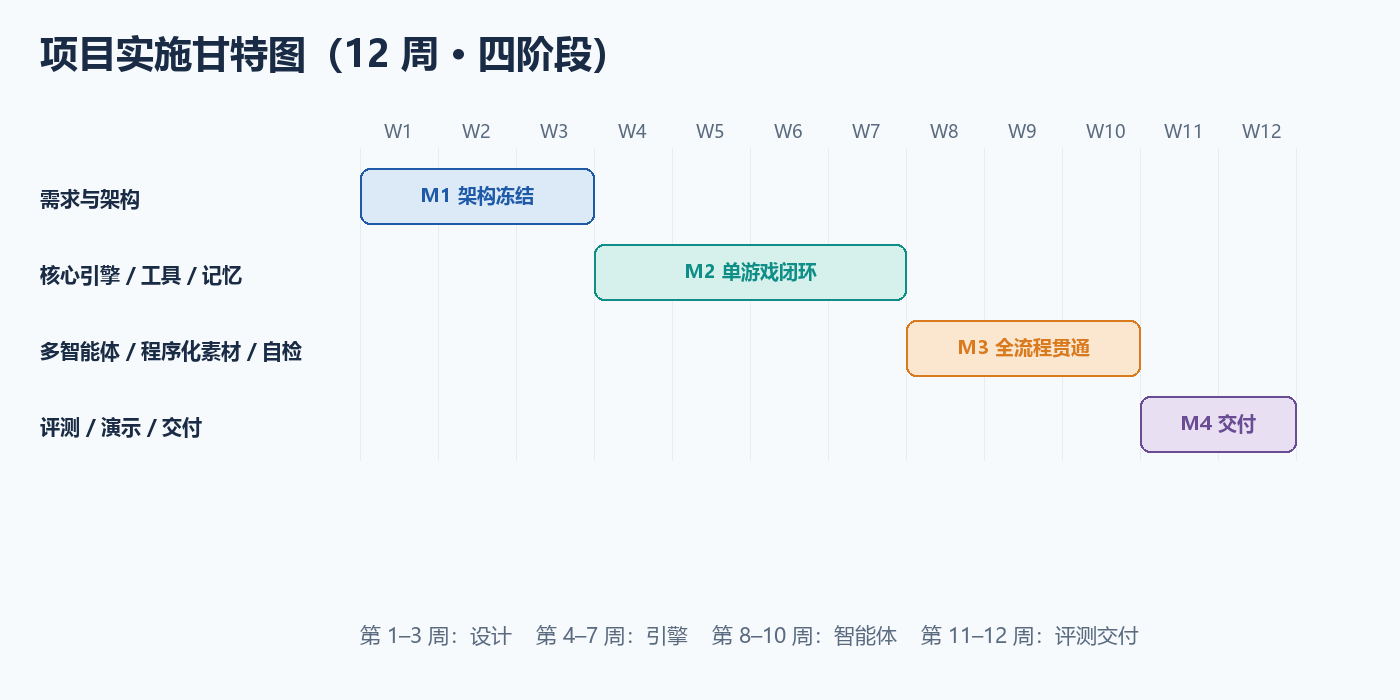 项目实施甘特图（12 周 • 四阶段）
W1 W2 W3 W4 W5 W6 W7 W8 W9 W10 W11 W12
需求与架构
M1 架构冻结
核心引擎 / 工具 / 记忆
M2 单游戏闭环
多智能体 / 程序化素材 / 自检
M3 全流程贯通
评测 / 演示 / 交付
M4 交付
第 1–3 周：设计 第 4–7 周：引擎 第 8–10 周：智能体 第 11–12 周：评测交付